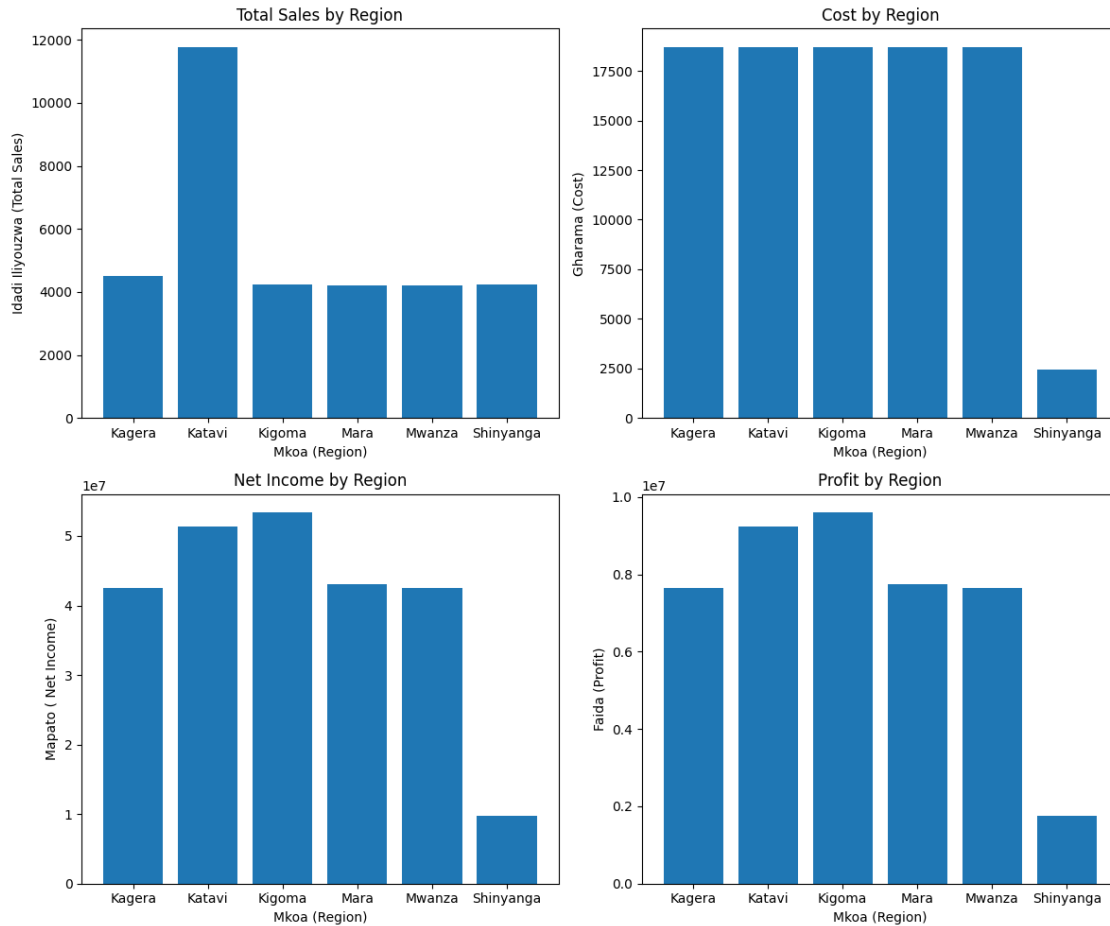 Total Sales by Region
12000
10000
8000
6000
4000
2000
0
Idadi Iliyouzwa (Total Sales)
Kagera Katavi Kigoma Mara Mwanza Shinyanga
Mkoa (Region)
Cost by Region
17500
15000
12500
10000
7500
5000
2500
0
Gharama (Cost)
Kagera Katavi Kigoma Mara Mwanza Shinyanga
Mkoa (Region)
Net Income by Region
1e7
5
4
3
2
1
0
Mapato ( Net Income)
Kagera Katavi Kigoma Mara Mwanza Shinyanga
Mkoa (Region)
Profit by Region
1e7
1.0
0.8
0.6
0.4
0.2
0.0
Faida (Profit)
Kagera Katavi Kigoma Mara Mwanza Shinyanga
Mkoa (Region)